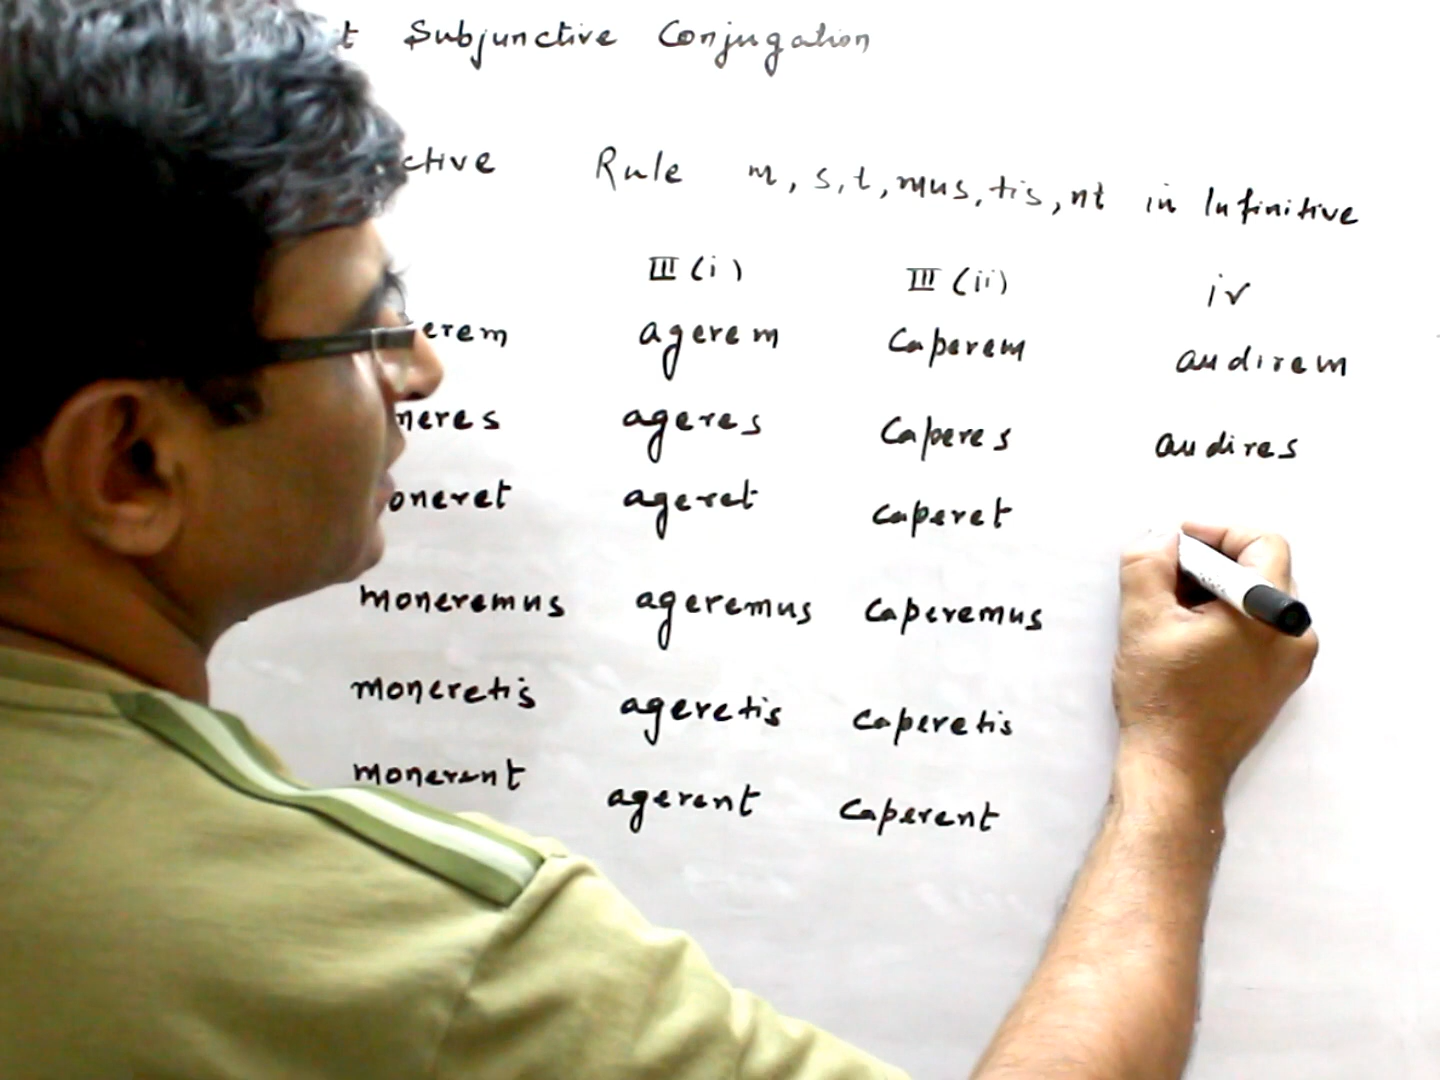 t Subjunctive Conjugation
ctive Rule m, s, t, mus, tis, nt in Infinitive
III (i) III (ii) iv
erem agerem Caperem audirem
neres ageres Caperes audires
oneret ageret caperet
moneremus ageremus caperemus
moneretis ageretis caperetis
monerent agerent caperent